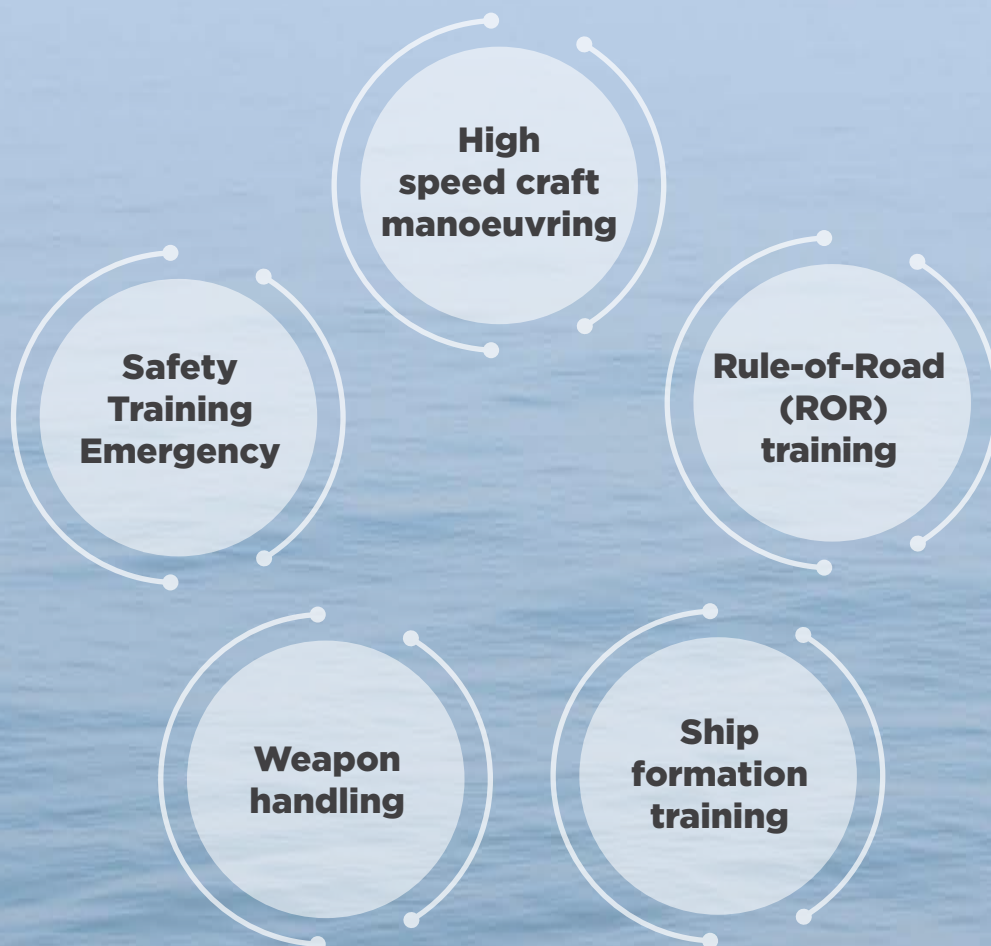 High
speed craft
manoeuvring
Safety
Training
Emergency
Rule-of-Road
(ROR)
training
Weapon
handling
Ship
formation
training